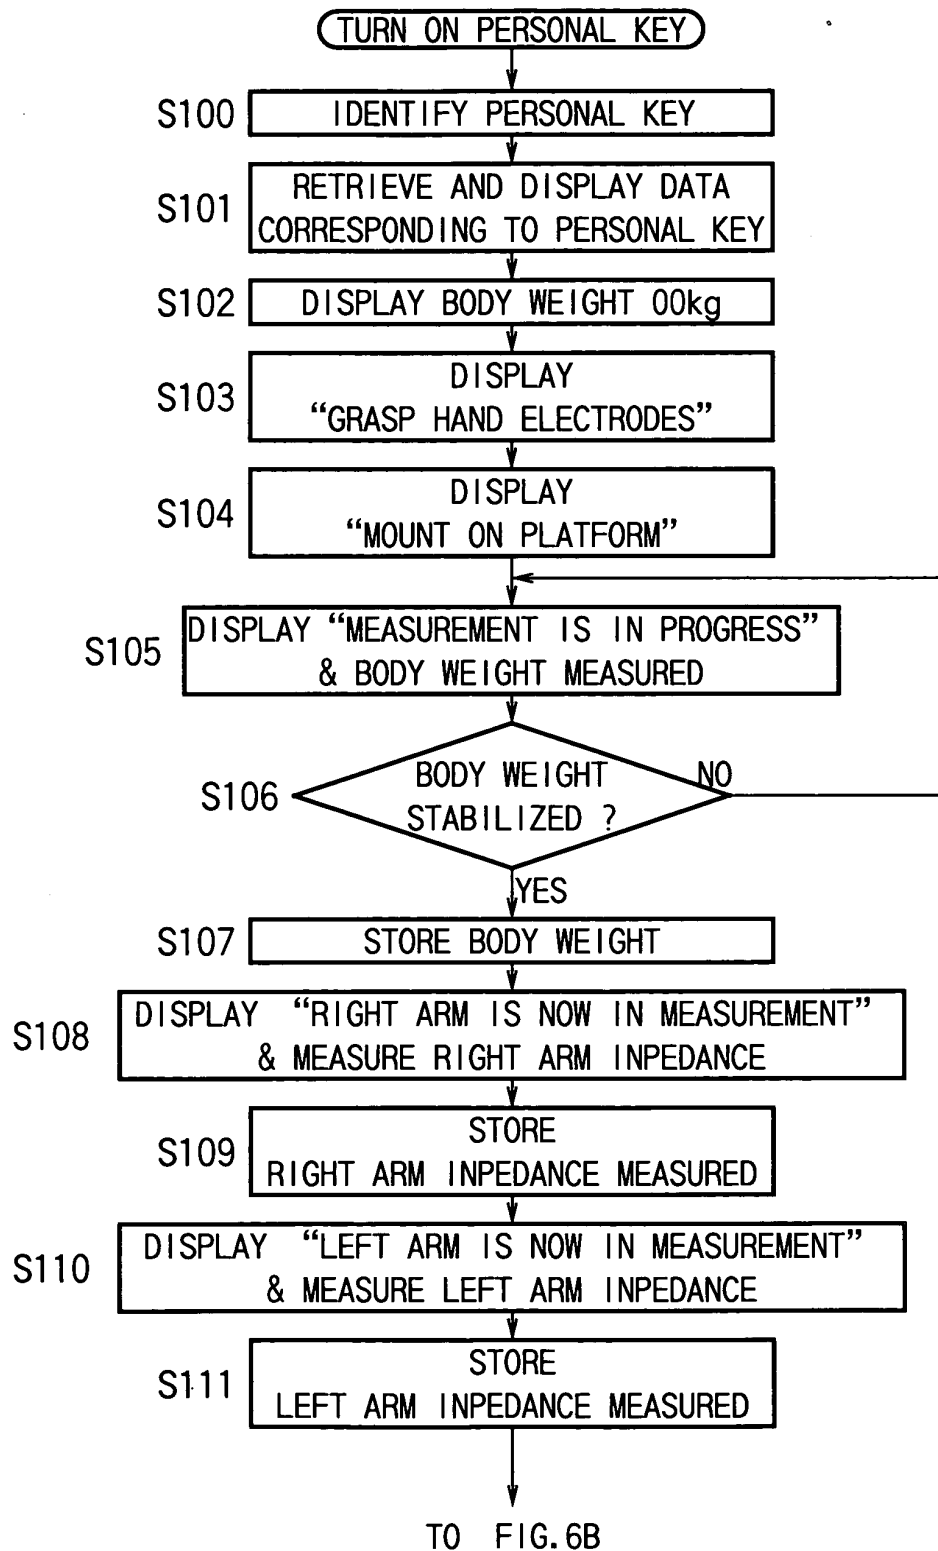 TURN ON PERSONAL KEY
S100
IDENTIFY PERSONAL KEY
S101
RETRIEVE AND DISPLAY DATA
CORRESPONDING TO PERSONAL KEY
S102
DISPLAY BODY WEIGHT 00kg
S103
DISPLAY
“GRASP HAND ELECTRODES”
S104
DISPLAY
“MOUNT ON PLATFORM”
S105
DISPLAY “MEASUREMENT IS IN PROGRESS”
& BODY WEIGHT MEASURED
S106
BODY WEIGHT
STABILIZED ?
NO
YES
S107
STORE BODY WEIGHT
S108
DISPLAY “RIGHT ARM IS NOW IN MEASUREMENT”
& MEASURE RIGHT ARM INPEDANCE
S109
STORE
RIGHT ARM INPEDANCE MEASURED
S110
DISPLAY “LEFT ARM IS NOW IN MEASUREMENT”
& MEASURE LEFT ARM INPEDANCE
S111
STORE
LEFT ARM INPEDANCE MEASURED
TO FIG.6B